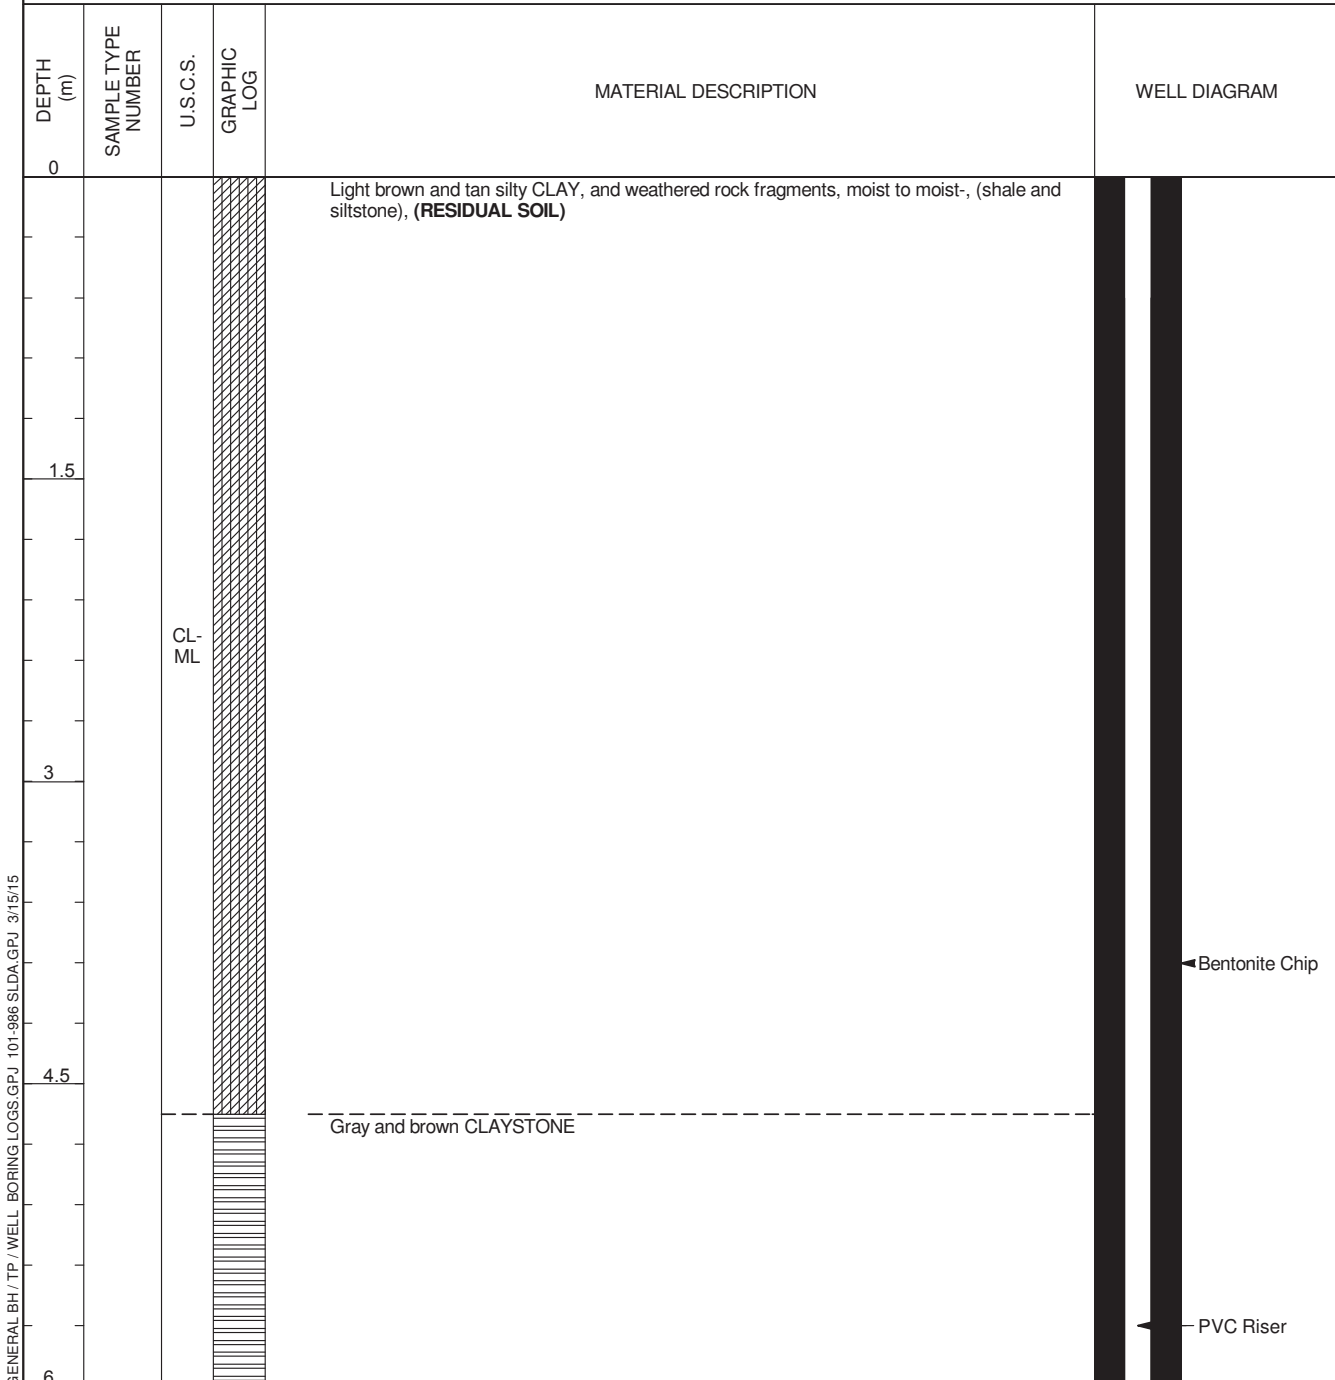 DEPTH
(m)
SAMPLE TYPE
NUMBER
U.S.C.S.
GRAPHIC
LOG
MATERIAL DESCRIPTION
WELL DIAGRAM
0
Light brown and tan silty CLAY, and weathered rock fragments, moist to moist-, (shale and
siltstone), (RESIDUAL SOIL)
1.5
CL-
ML
3
Bentonite Chip
4.5
Gray and brown CLAYSTONE
PVC Riser
6
GENERAL BH / TP / WELL BORING LOGS.GPJ 101-986 SLDA.GPJ 3/15/15